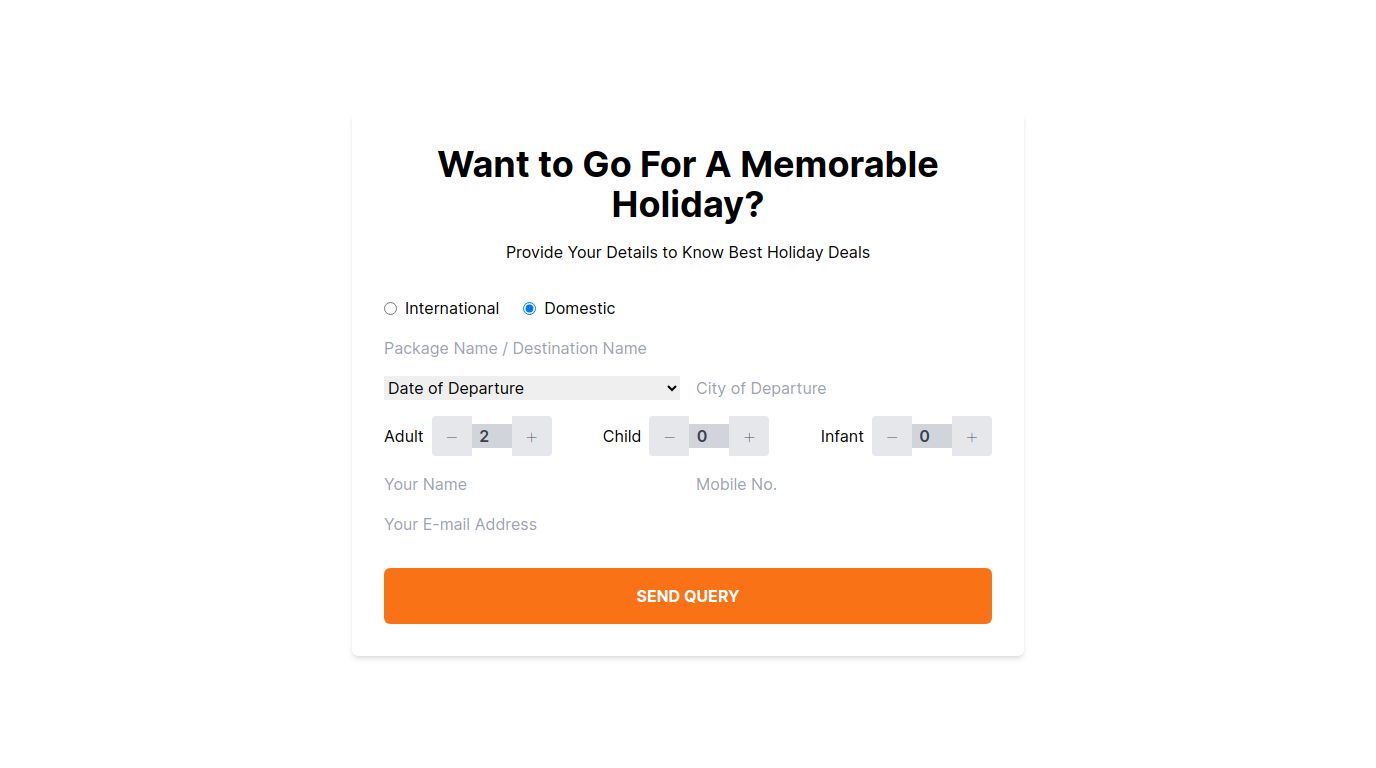 Want to Go For A Memorable
Holiday?
Provide Your Details to Know Best Holiday Deals
International Domestic
Package Name / Destination Name
Date of Departure City of Departure
Adult − 2 + Child − 0 + Infant − 0 +
Your Name Mobile No.
Your E-mail Address
SEND QUERY